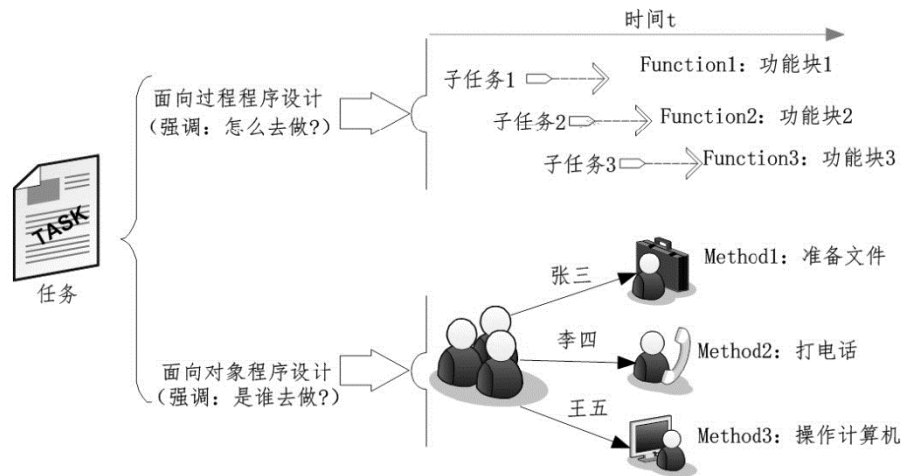 时间t
子任务1
Function1: 功能块1
面向过程程序设计
(强调: 怎么去做?)
子任务2
Function2: 功能块2
子任务3
Function3: 功能块3
TASK
任务
张三
Method1: 准备文件
李四
Method2: 打电话
面向对象程序设计
(强调: 是谁去做?)
王五
Method3: 操作计算机